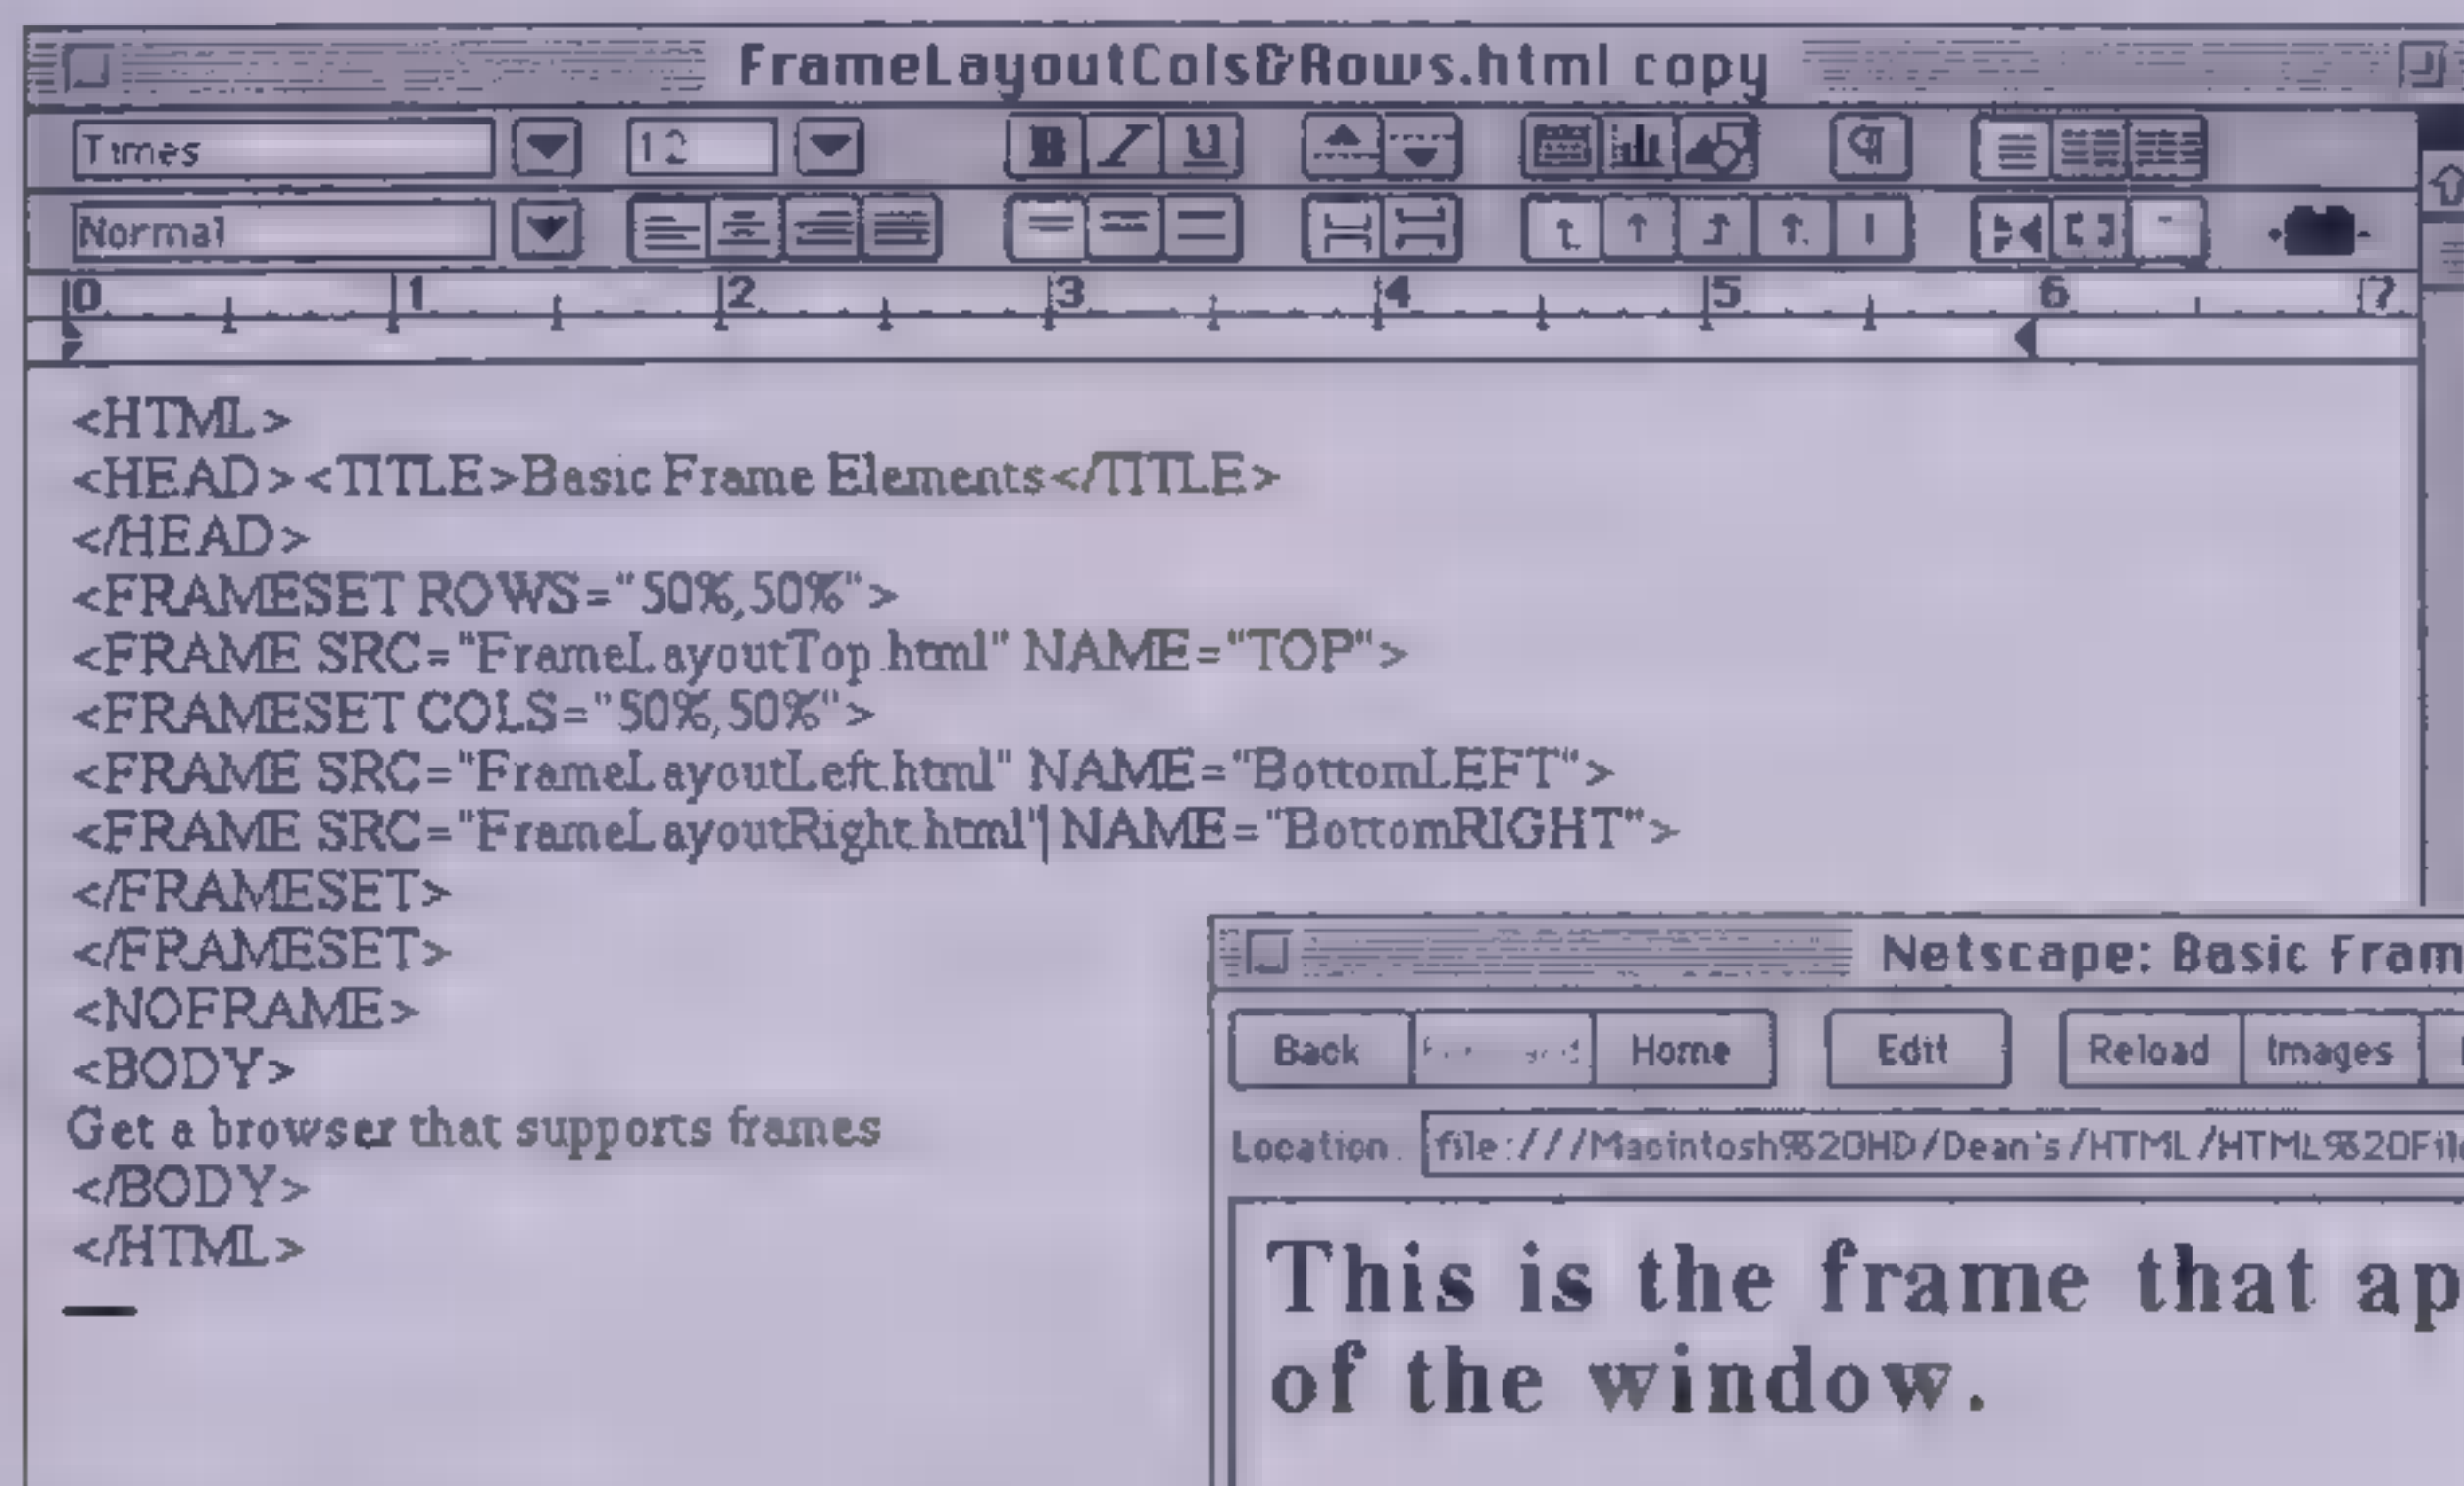 FrameLayoutCols&Rows.html copy
Times
12
B I U
Normal
0 1 2 3 4 5 6 7
<HTML>
<HEAD><TITLE>Basic Frame Elements</TITLE>
</HEAD>
<FRAMESET ROWS="50%,50%">
<FRAME SRC="FrameLayoutTop.html" NAME="TOP">
<FRAMESET COLS="50%,50%">
<FRAME SRC="FrameLayoutLeft.html" NAME="BottomLEFT">
<FRAME SRC="FrameLayoutRight.html" NAME="BottomRIGHT">
</FRAMESET>
</FRAMESET>
<NOFRAME>
<BODY>
Get a browser that supports frames
</BODY>
</HTML>
Netscape: Basic Fram
Back Home Edit Reload Images
Location: file:///Macintosh%20HD/Dean's/HTML/HTML%20File
This is the frame that ap
of the window.